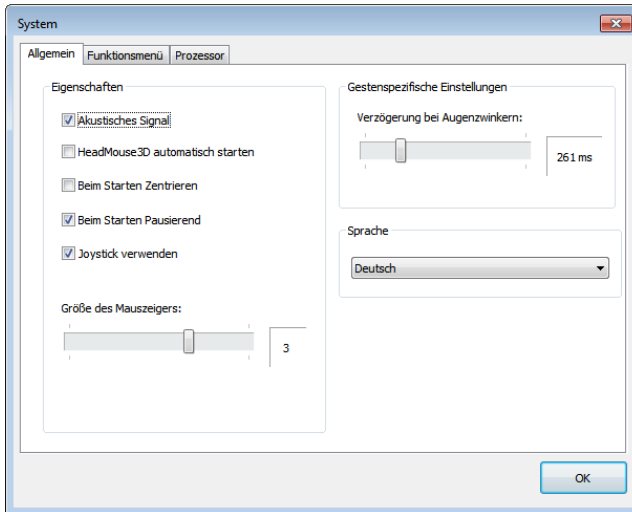 System
Allgemein Funktionsmenü Prozessor
Eigenschaften
Akustisches Signal
HeadMouse3D automatisch starten
Beim Starten Zentrieren
Beim Starten Pausierend
Joystick verwenden
Größe des Mauszeigers:
3
Gestenspezifische Einstellungen
Verzögerung bei Augenzwinkern:
261 ms
Sprache
Deutsch
OK